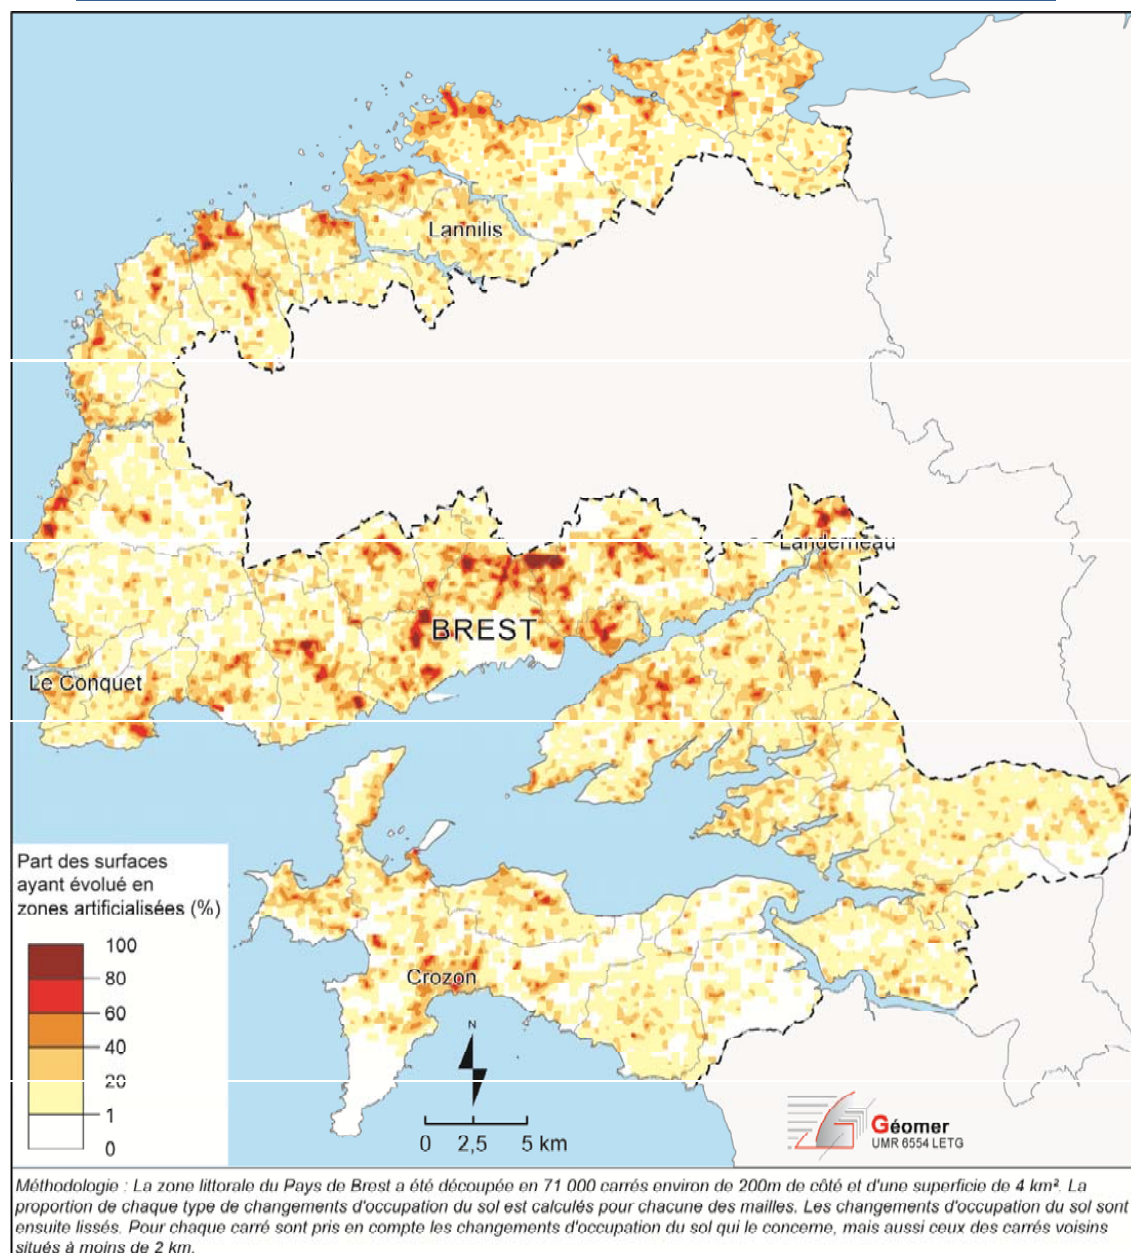 Lannilis
Landerneau
BREST
Le Conquet
Crozon
Part des surfaces
ayant évolué en
zones artificialisées (%)
100
80
60
40
20
1
0
N
0 2,5 5 km
Géomer
UMR 6554 LETG
Méthodologie : La zone littorale du Pays de Brest a été découpée en 71 000 carrés environ de 200m de côté et d'une superficie de 4 km². La
proportion de chaque type de changements d'occupation du sol est calculés pour chacune des mailles. Les changements d'occupation du sol sont
ensuite lissés. Pour chaque carré sont pris en compte les changements d'occupation du sol qui le concerne, mais aussi ceux des carrés voisins
situés à moins de 2 km.